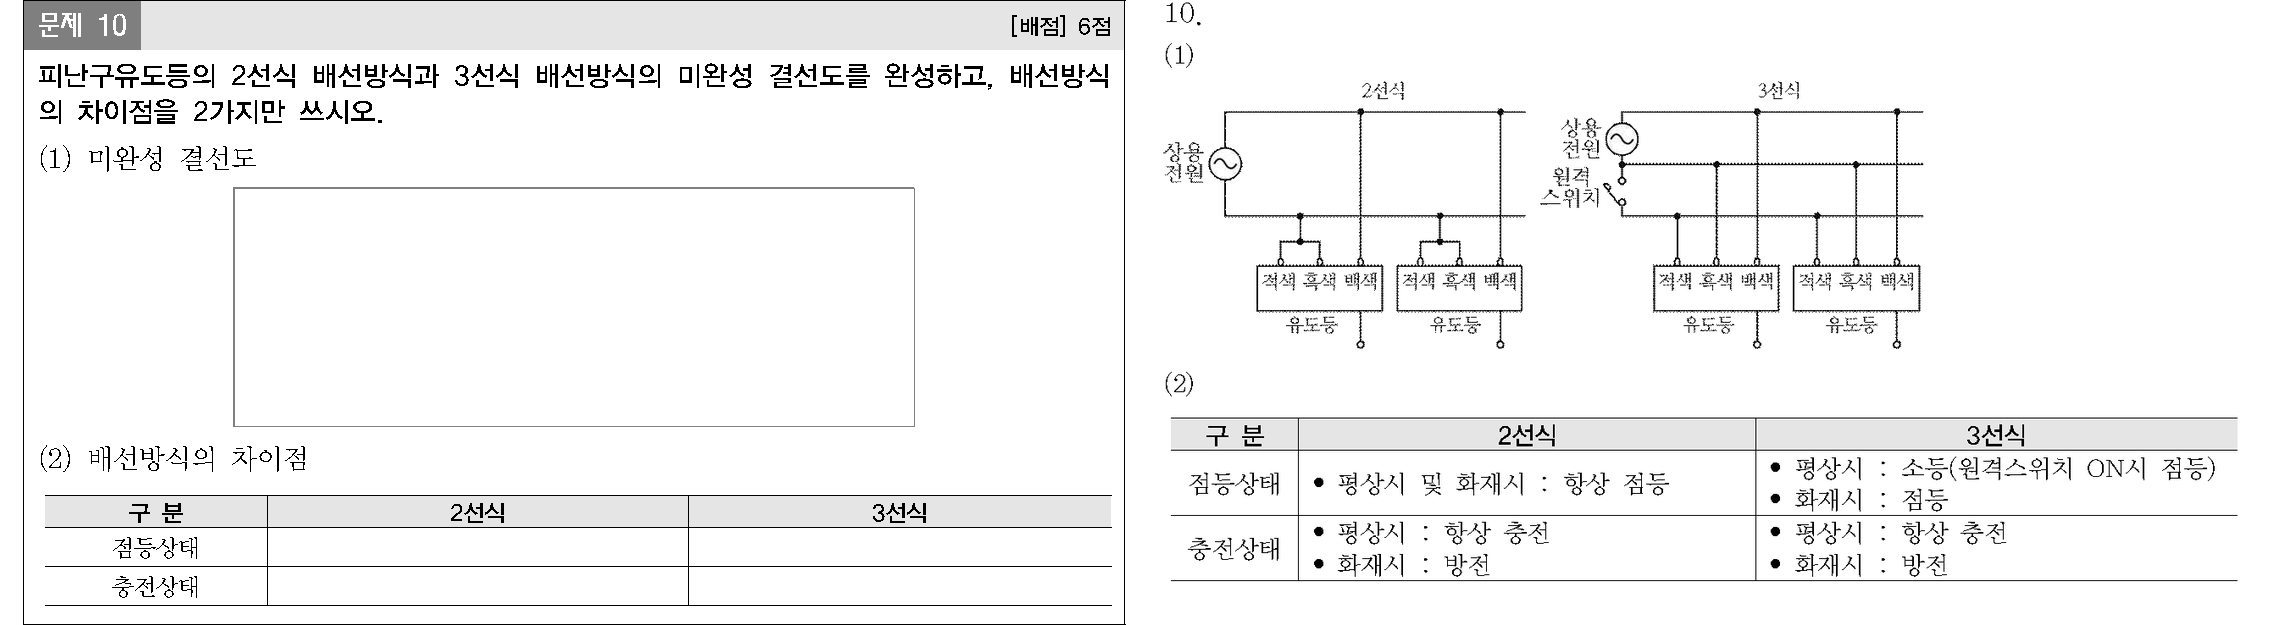 문제 10
[배점] 6점
피난구유도등의 2선식 배선방식과 3선식 배선방식의 미완성 결선도를 완성하고, 배선방식
의 차이점을 2가지만 쓰시오.
(1) 미완성 결선도
(2) 배선방식의 차이점
구 분 2선식 3선식
점등상태
충전상태
10.
(1)
2선식
상용
전원
적색 흑색 백색 적색 흑색 백색
유도등 유도등
3선식
상용
전원
원격
스위치
적색 흑색 백색 적색 흑색 백색
유도등 유도등
(2)
구 분 2선식 3선식
점등상태
• 평상시 및 화재시 : 항상 점등
• 평상시 : 소등(원격스위치 ON시 점등)
• 화재시 : 점등
충전상태
• 평상시 : 항상 충전
• 화재시 : 방전
• 평상시 : 항상 충전
• 화재시 : 방전